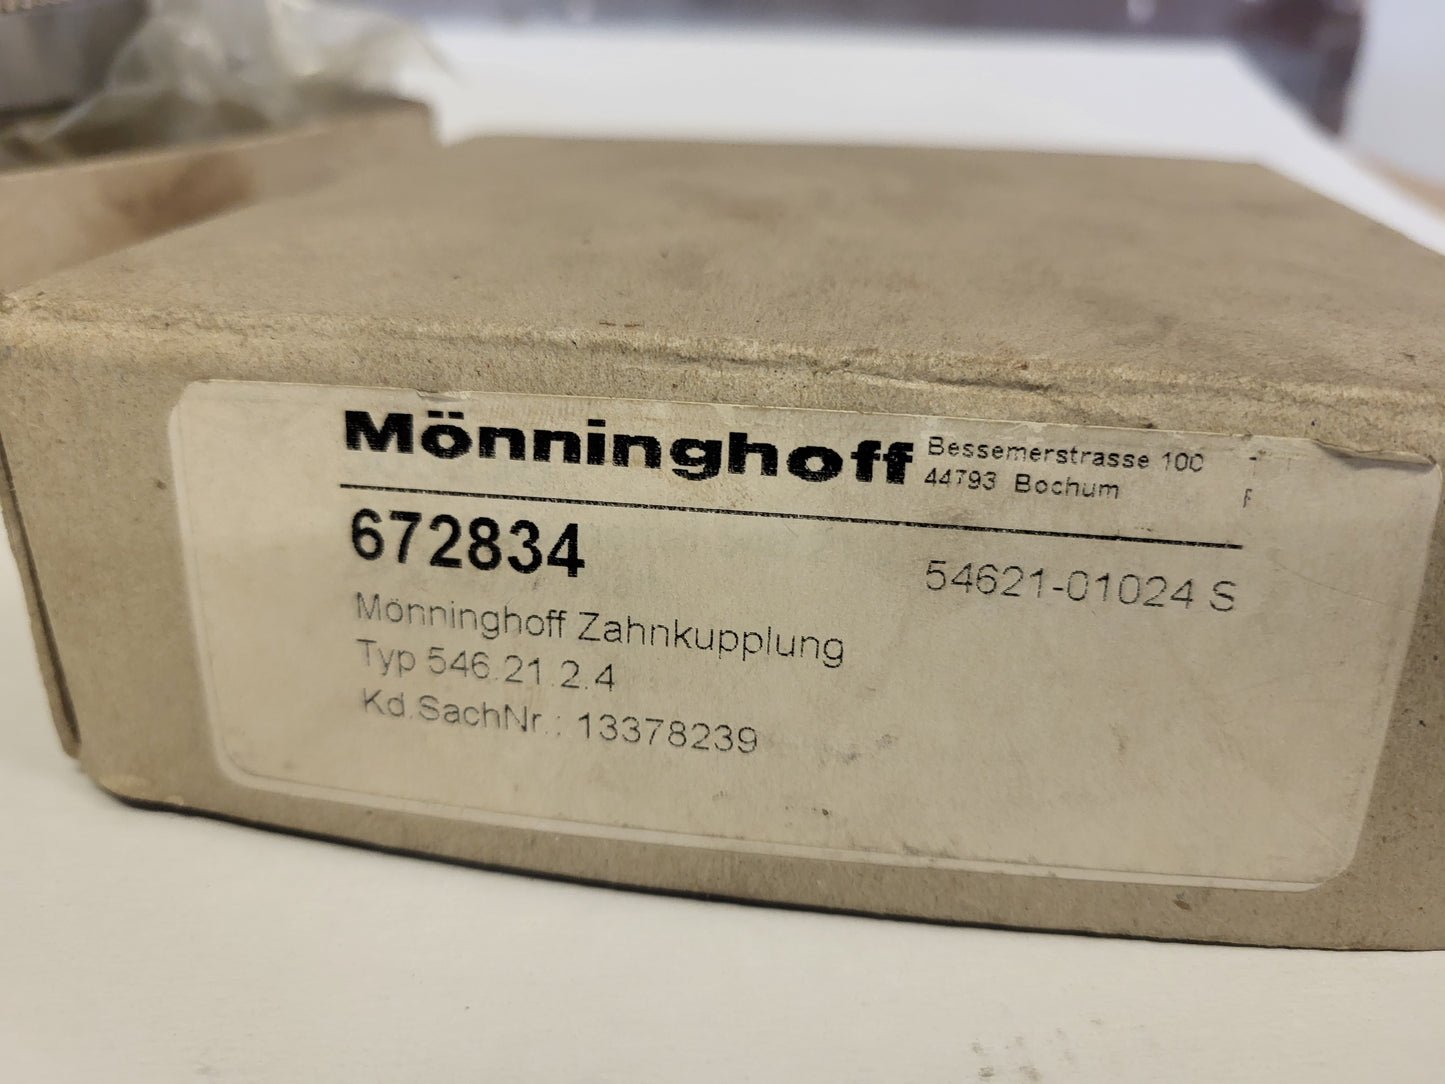 Mönninghoff
Bessemerstrasse 100
44793 Bochum
F
672834
54621-01024 S
Mönninghoff Zahnkupplung
Typ 546.21.2.4
Kd.SachNr.: 13378239